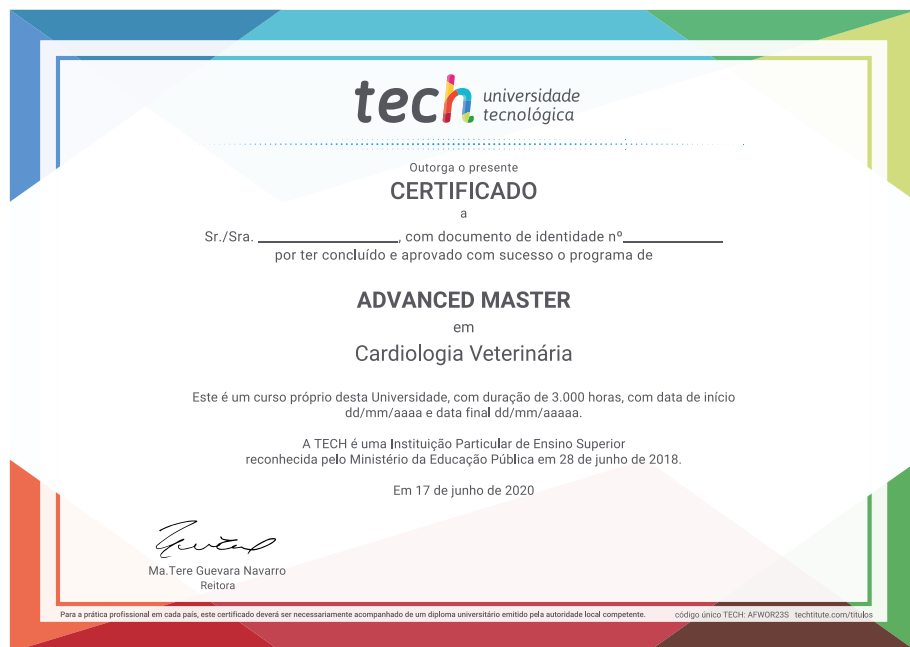 tech universidade
tecnológica
Outorga o presente
CERTIFICADO
a
Sr./Sra. ____________________, com documento de identidade nº______________
por ter concluído e aprovado com sucesso o programa de
ADVANCED MASTER
em
Cardiologia Veterinária
Este é um curso próprio desta Universidade, com duração de 3.000 horas, com data de início
dd/mm/aaaa e data final dd/mm/aaaaa.
A TECH é uma Instituição Particular de Ensino Superior
reconhecida pelo Ministério da Educação Pública em 28 de junho de 2018.
Em 17 de junho de 2020
Ma.Tere Guevara Navarro
Reitora
Para a prática profissional em cada país, este certificado deverá ser necessariamente acompanhado de um diploma universitário emitido pela autoridade local competente. código único TECH: AFWOR23S techtitute.com/titulos